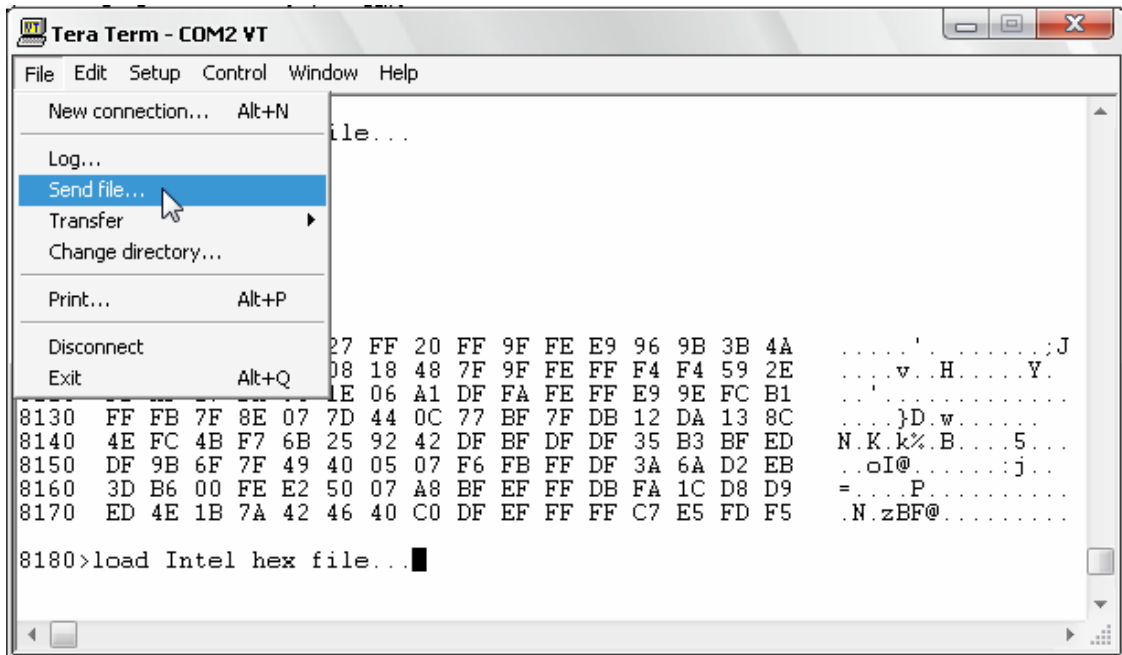 Tera Term - COM2 VT
File Edit Setup Control Window Help
New connection... Alt+N
Log...
Send file...
Transfer
Change directory...
Print... Alt+P
Disconnect
Exit Alt+Q
ile...
27 FF 20 FF 9F FE E9 96 9B 3B 4A .....'........;J
08 18 48 7F 9F FE FF F4 F4 59 2E ....v..H.....Y.
1E 06 A1 DF FA FE FF E9 9E FC B1 ..'.............
8130 FF FB 7F 8E 07 7D 44 0C 77 BF 7F DB 12 DA 13 8C .....}D.w.......
8140 4E FC 4B F7 6B 25 92 42 DF BF DF DF 35 B3 BF ED N.K.k%.B....5...
8150 DF 9B 6F 7F 49 40 05 07 F6 FB FF DF 3A 6A D2 EB ..oI@.......:j..
8160 3D B6 00 FE E2 50 07 A8 BF EF FF DB FA 1C D8 D9 =....P..........
8170 ED 4E 1B 7A 42 46 40 C0 DF EF FF FF C7 E5 FD F5 .N.zBF@.........
8180>load Intel hex file...